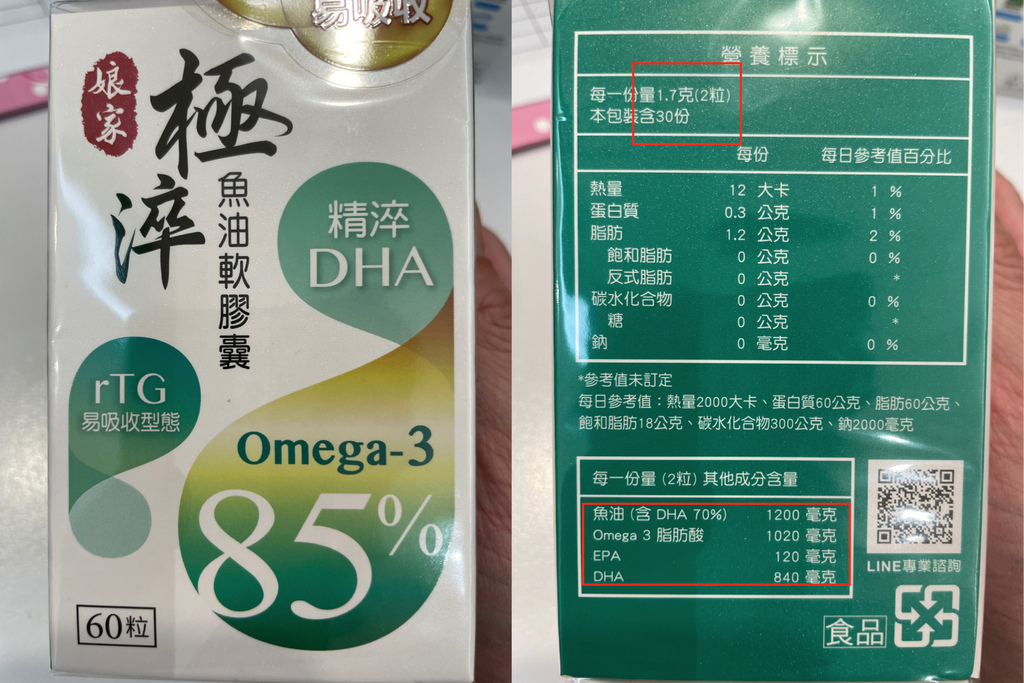 易吸收
娘家
極淬
魚油軟膠囊
精淬
DHA
rTG
易吸收型態
Omega-3
85%
60粒
營養標示
每一份量1.7克(2粒)
本包裝含30份
每份 每日參考值百分比
熱量 12 大卡 1 %
蛋白質 0.3 公克 1 %
脂肪 1.2 公克 2 %
飽和脂肪 0 公克 0 %
反式脂肪 0 公克 *
碳水化合物 0 公克 0 %
糖 0 公克 *
鈉 0 毫克 0 %
*參考值未訂定
每日參考值：熱量2000大卡、蛋白質60公克、脂肪60公克、
飽和脂肪18公克、碳水化合物300公克、鈉2000毫克
每一份量 (2粒) 其他成分含量
魚油 (含 DHA 70%) 1200 毫克
Omega 3 脂肪酸 1020 毫克
EPA 120 毫克
DHA 840 毫克
LINE專業諮詢
食品